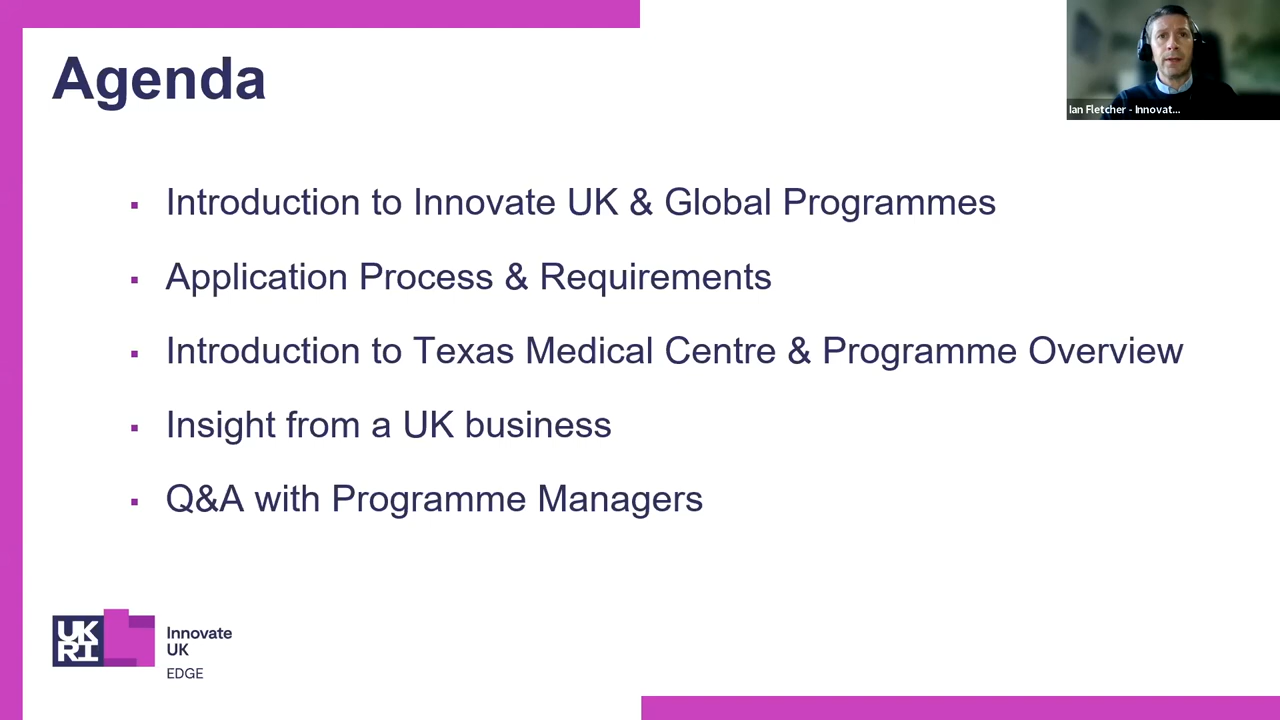 Agenda
Ian Fletcher - Innovat...
▪ Introduction to Innovate UK & Global Programmes
▪ Application Process & Requirements
▪ Introduction to Texas Medical Centre & Programme Overview
▪ Insight from a UK business
▪ Q&A with Programme Managers
UK
RI
Innovate
UK
EDGE